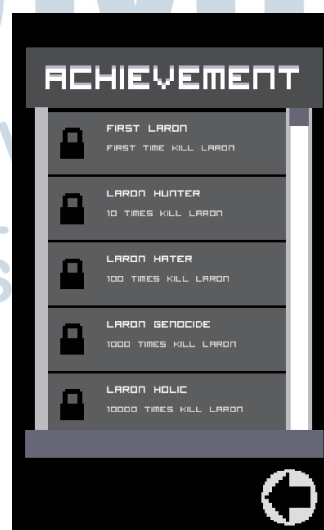 ACHIEVEMENT
FIRST LARON
FIRST TIME KILL LARON
LARON HUNTER
10 TIMES KILL LARON
LARON HATER
100 TIMES KILL LARON
LARON GENOCIDE
1000 TIMES KILL LARON
LARON HOLIC
10000 TIMES KILL LARON